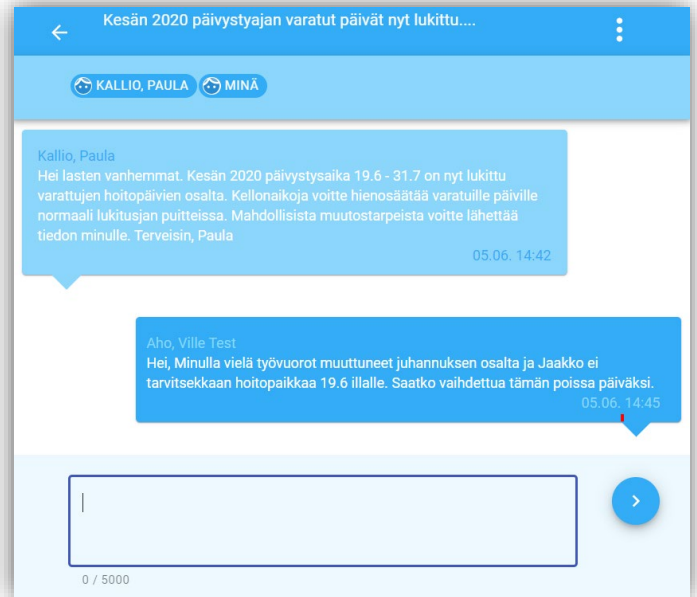 Kesän 2020 päivystyajan varatut päivät nyt lukittu....
KALLIO, PAULA MINÄ
Kallio, Paula
Hei lasten vanhemmat. Kesän 2020 päivystysaika 19.6 - 31.7 on nyt lukittu
varattujen hoitopäivien osalta. Kellonaikoja voitte hienosäätää varatuille päiville
normaali lukitusjan puitteissa. Mahdollisista muutostarpeista voitte lähettää
tiedon minulle. Terveisin, Paula
05.06. 14:42
Aho, Ville Test
Hei, Minulla vielä työvuorot muuttuneet juhannuksen osalta ja Jaakko ei
tarvitsekkaan hoitopaikkaa 19.6 illalle. Saatko vaihdettua tämän poissa päiväksi.
05.06. 14:45
0 / 5000